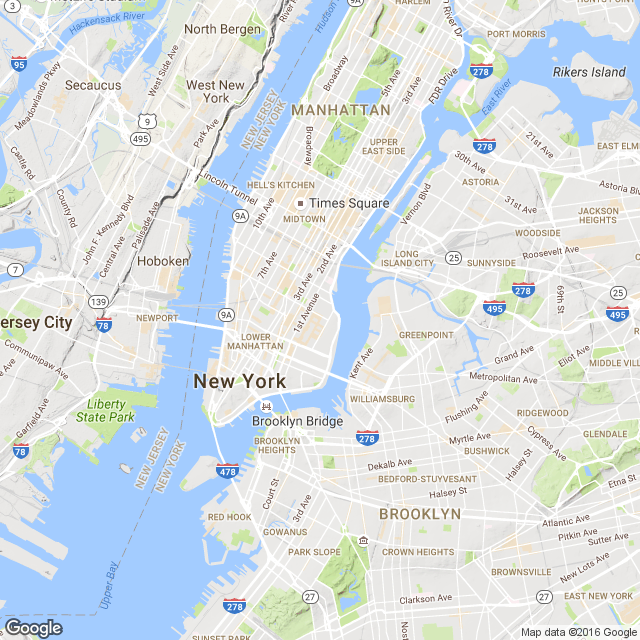 Hackensack River
North Bergen
Hudson
HARLEM
on River Dr
PORT MORRIS
3
95
9A
278
Rikers Island
Secaucus
West Side Ave
West New
York
River Rd
Broadway
5th Ave
3rd Ave
FDR Drive
East River
Meadowlands Pkwy
Park Ave
NEW JERSEY
NEW YORK
MANHATTAN
9
495
Broadway
UPPER
EAST SIDE
278
21st Ave
EAST ELM
Castle Rd
Lincoln Tunnel
HELL'S KITCHEN
30th Ave
ASTORIA
Astoria Bl
County Rd
Palisade Ave
Times Square
MIDTOWN
9A
10th Ave
Vernon Blvd
31st Ave
JACKSON
HEIGHTS
John F. Kennedy Blvd
Central Ave
WOODSIDE
Hoboken
7th Ave
2nd Ave
LONG
ISLAND CITY
25
SUNNYSIDE
Roosevelt Ave
7
139
3rd Ave
278
69th St
25
ersey City
78
NEWPORT
9A
1st Avenue
495
495
LOWER
MANHATTAN
GREENPOINT
Communipaw Ave
Kent Ave
Grand Ave
Eliot Ave
MIDDLE VILL
New York
Metropolitan Ave
Garfield Ave
Liberty
State Park
WILLIAMSBURG
Flushing Ave
RIDGEWOOD
Brooklyn Bridge
278
Myrtle Ave
Cypress Ave
GLENDALE
78
NEW JERSEY
NEW YORK
BROOKLYN
HEIGHTS
BUSHWICK
478
Dekalb Ave
Halsey St
BEDFORD-STUYVESANT
Etna St
Court St
3rd Ave
Halsey St
RED HOOK
BROOKLYN
Atlantic Ave
GOWANUS
Pitkin Ave
Sutter Ave
PARK SLOPE
CROWN HEIGHTS
New Lots Ave
BROWNSVILLE
Upper Bay
278
27
Clarkson Ave
27
EAST NEW YORK
Google
SUNSET PARK
Map data ©2016 Google